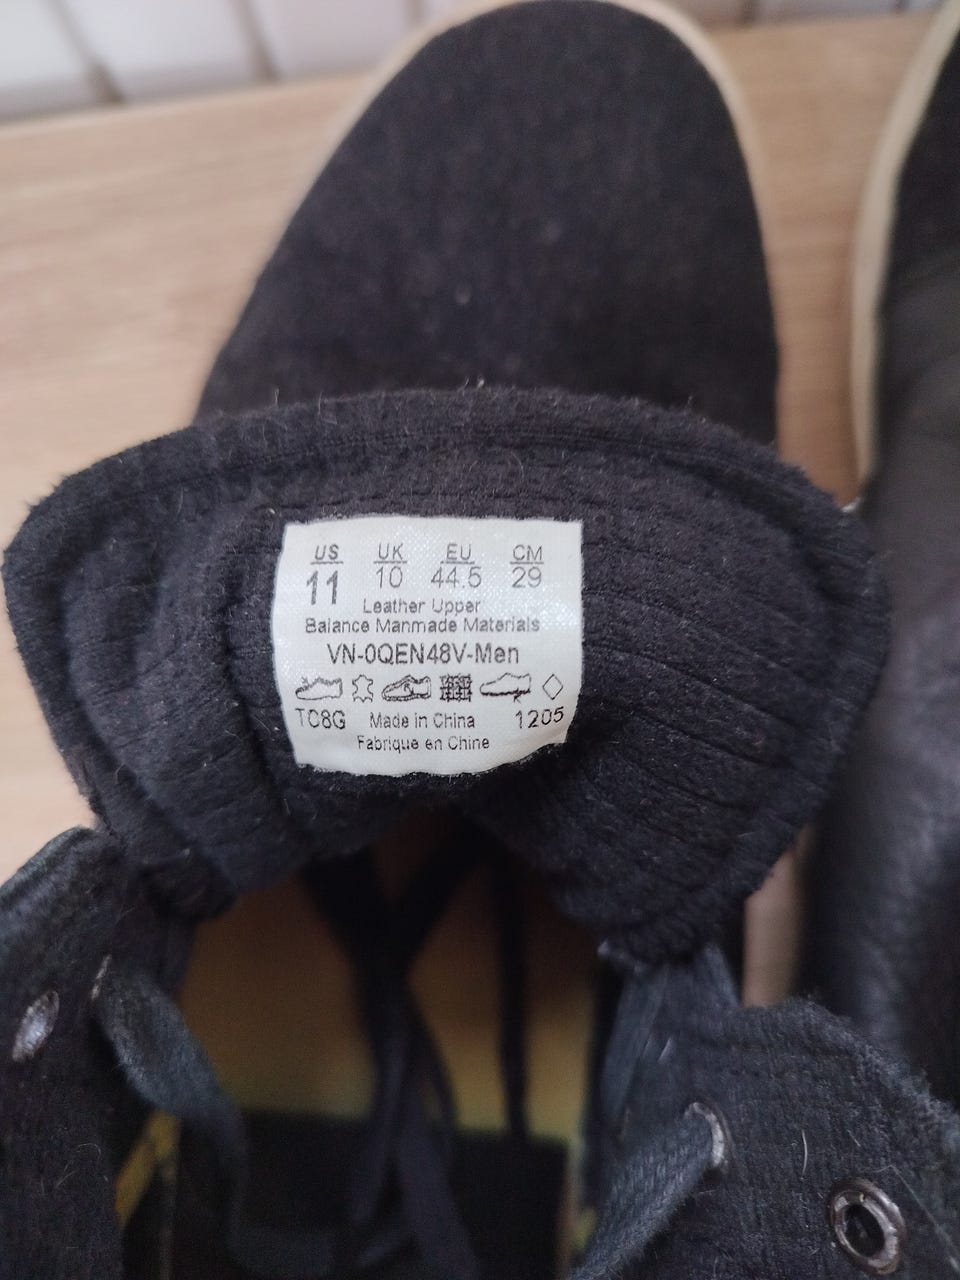 US UK EU CM
11 10 44.5 29
Leather Upper
Balance Manmade Materials
VN-0QEN48V-Men
TC8G Made in China 1205
Fabrique en Chine